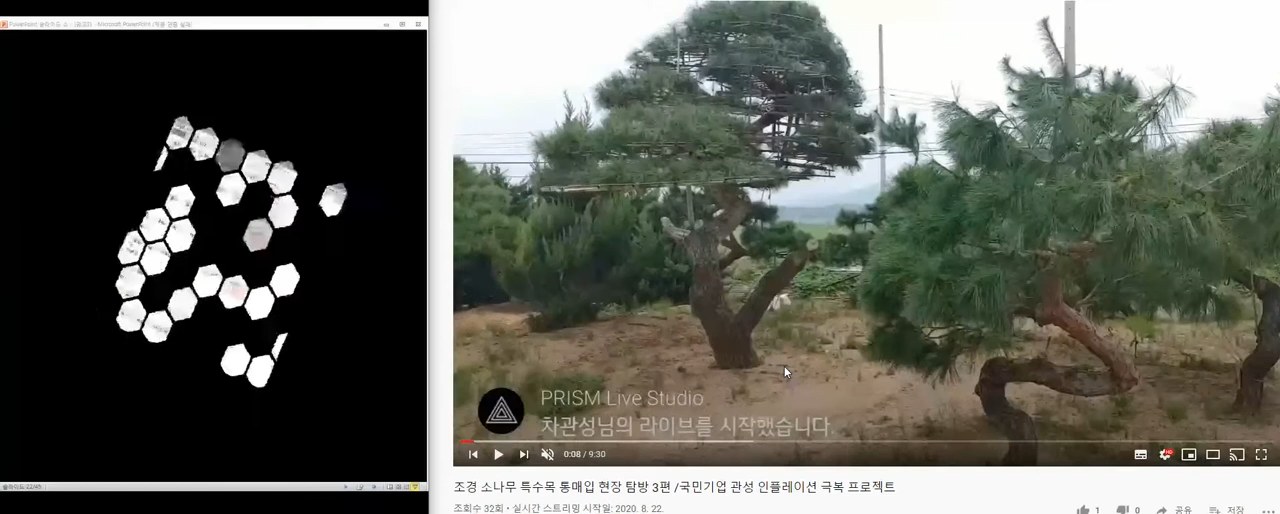 PRISM Live Studio
차관성님의 라이브를 시작했습니다.
0:08 / 9:30
조경 소나무 특수목 통매입 현장 탐방 3편 /국민기업 관성 인플레이션 극복 프로젝트
조회수 32회 • 실시간 스트리밍 시작일: 2020. 8. 22.
1 0 공유 저장